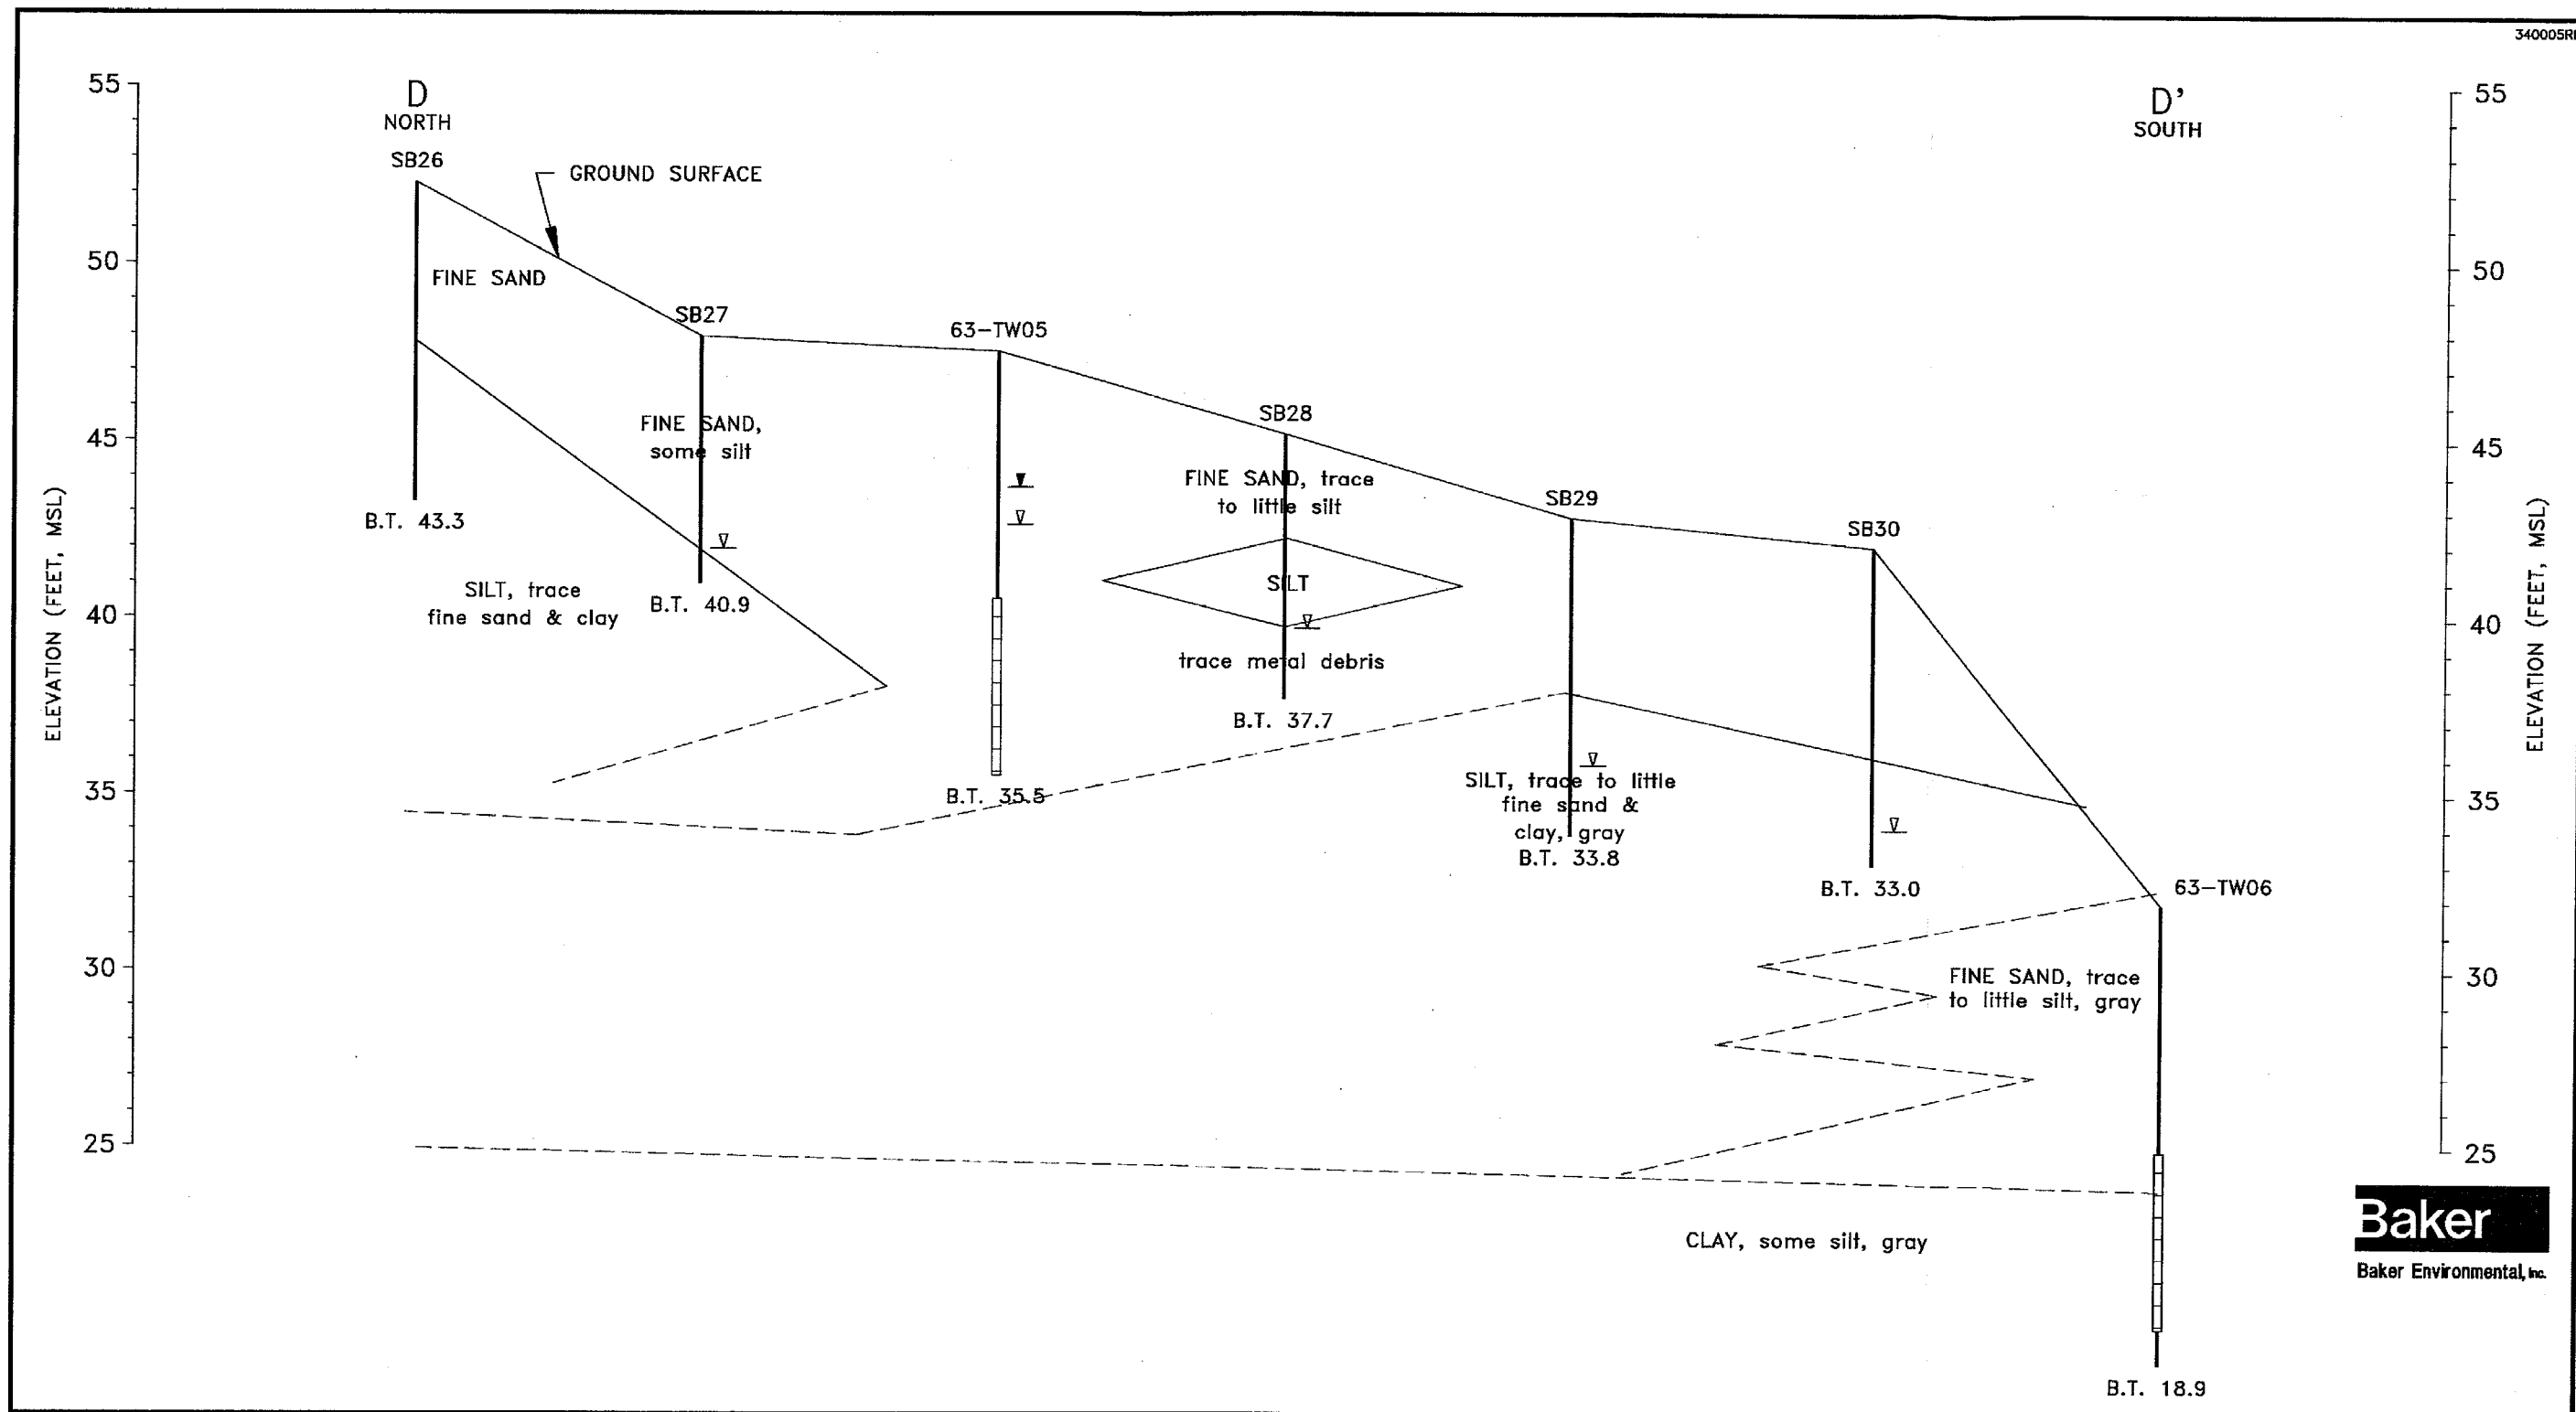 340005RI
55
D
NORTH
SB26
GROUND SURFACE
D'
SOUTH
55
50
FINE SAND
SB27
63-TW05
50
45
FINE SAND,
some silt
SB28
FINE SAND, trace
to little silt
SB29
SB30
45
ELEVATION (FEET, MSL)
B.T. 43.3
SILT, trace
fine sand & clay
B.T. 40.9
SILT
trace metal debris
B.T. 37.7
40
40
ELEVATION (FEET, MSL)
35
B.T. 35.5
SILT, trace to little
fine sand &
clay, gray
B.T. 33.8
B.T. 33.0
35
63-TW06
30
FINE SAND, trace
to little silt, gray
30
25
25
CLAY, some silt, gray
B.T. 18.9
Baker
Baker Environmental, Inc.